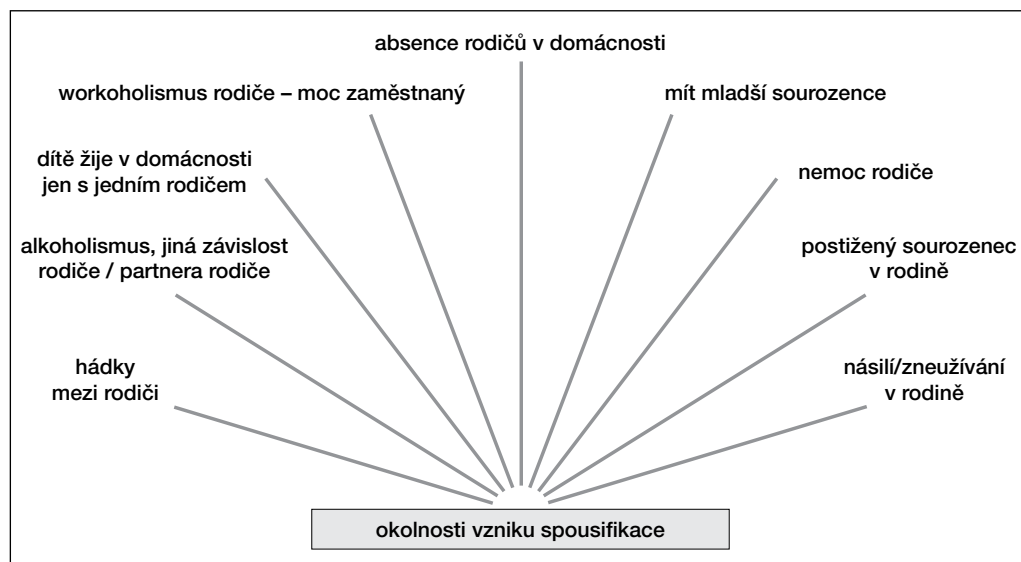 absence rodičů v domácnosti
workoholismus rodiče – moc zaměstnaný
mít mladší sourozence
dítě žije v domácnosti
jen s jedním rodičem
nemoc rodiče
alkoholismus, jiná závislost
rodiče / partnera rodiče
postižený sourozenec
v rodině
hádky
mezi rodiči
násilí/zneužívání
v rodině
okolnosti vzniku spousifikace